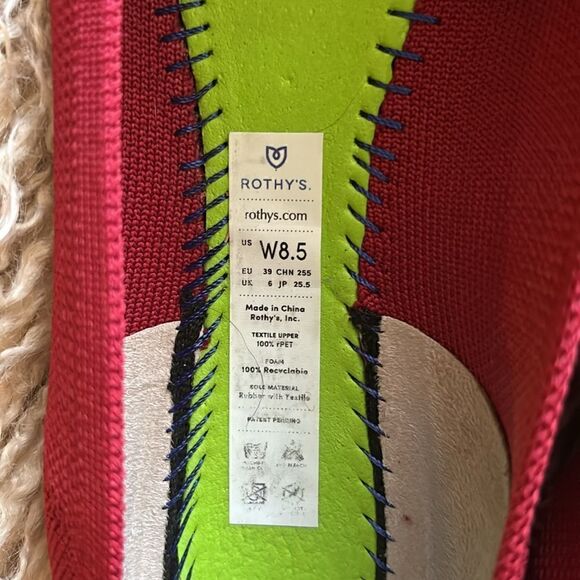 ROTHY'S.
rothys.com
US W8.5
EU 39 CHN 255
UK 6 JP 25.5
Made in China
Rothy's, Inc.
TEXTILE UPPER
100% rPET
FOAM
100% Recyclable
SOLE MATERIAL
Rubber with Textile
PATENT PENDING